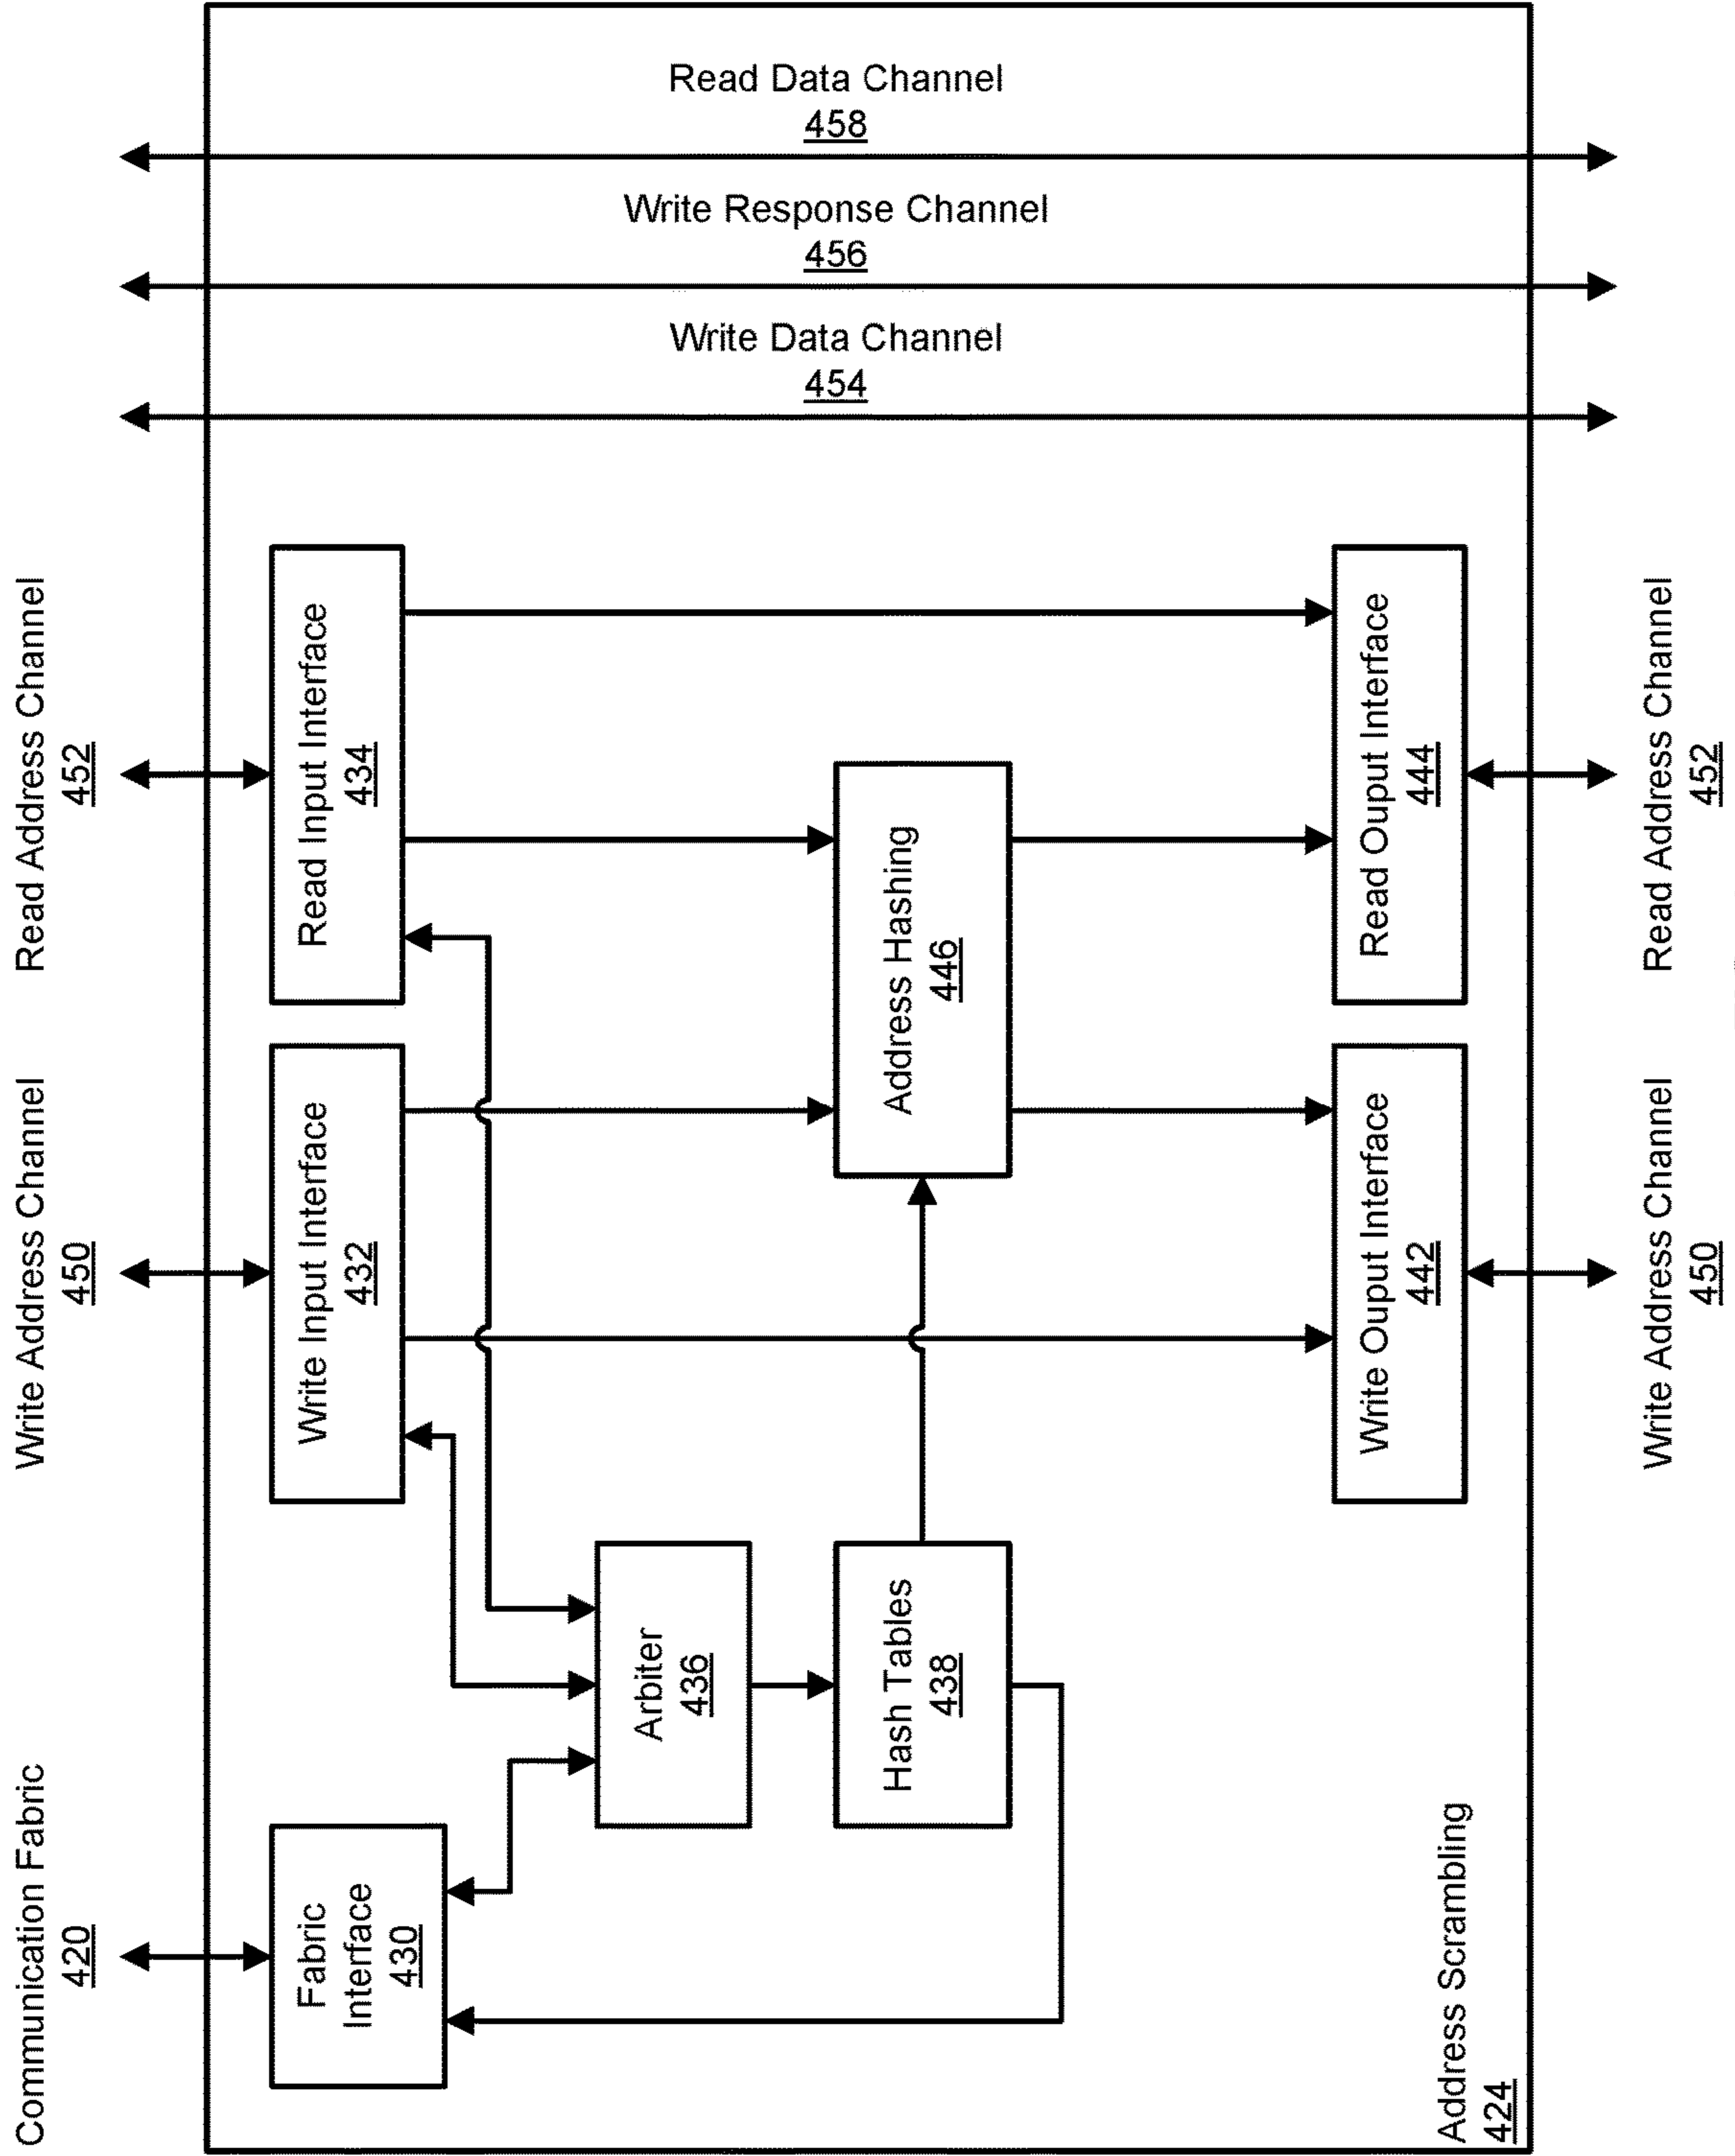 Read Data Channel
458
Write Response Channel
456
Write Data Channel
454
Communication Fabric
420
Write Address Channel
450
Read Address Channel
452
Fabric
Interface
430
Write Input Interface
432
Read Input Interface
434
Arbiter
436
Hash Tables
438
Address Hashing
446
Write Ouput Interface
442
Read Ouput Interface
444
Address Scrambling
424
Write Address Channel
450
Read Address Channel
452